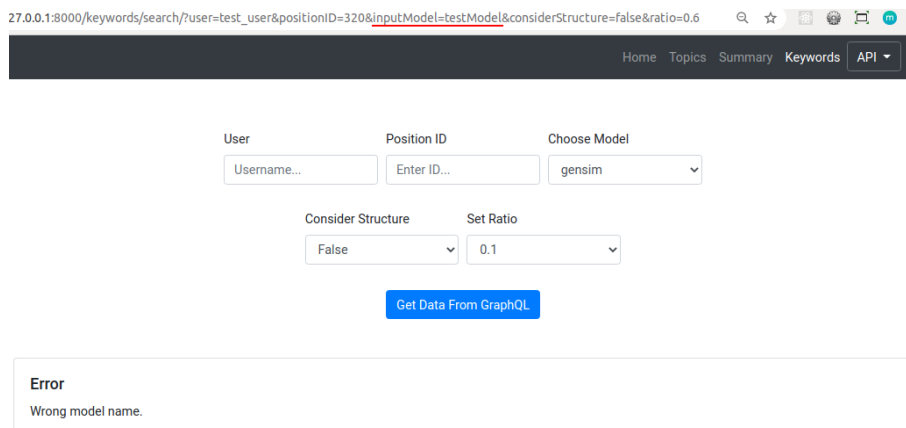 27.0.0.1:8000/keywords/search/?user=test_user&positionID=320&inputModel=testModel&considerStructure=false&ratio=0.6
m
Home Topics Summary Keywords API
User Position ID Choose Model
Username... Enter ID... gensim
Consider Structure Set Ratio
False 0.1
Get Data From GraphQL
Error
Wrong model name.